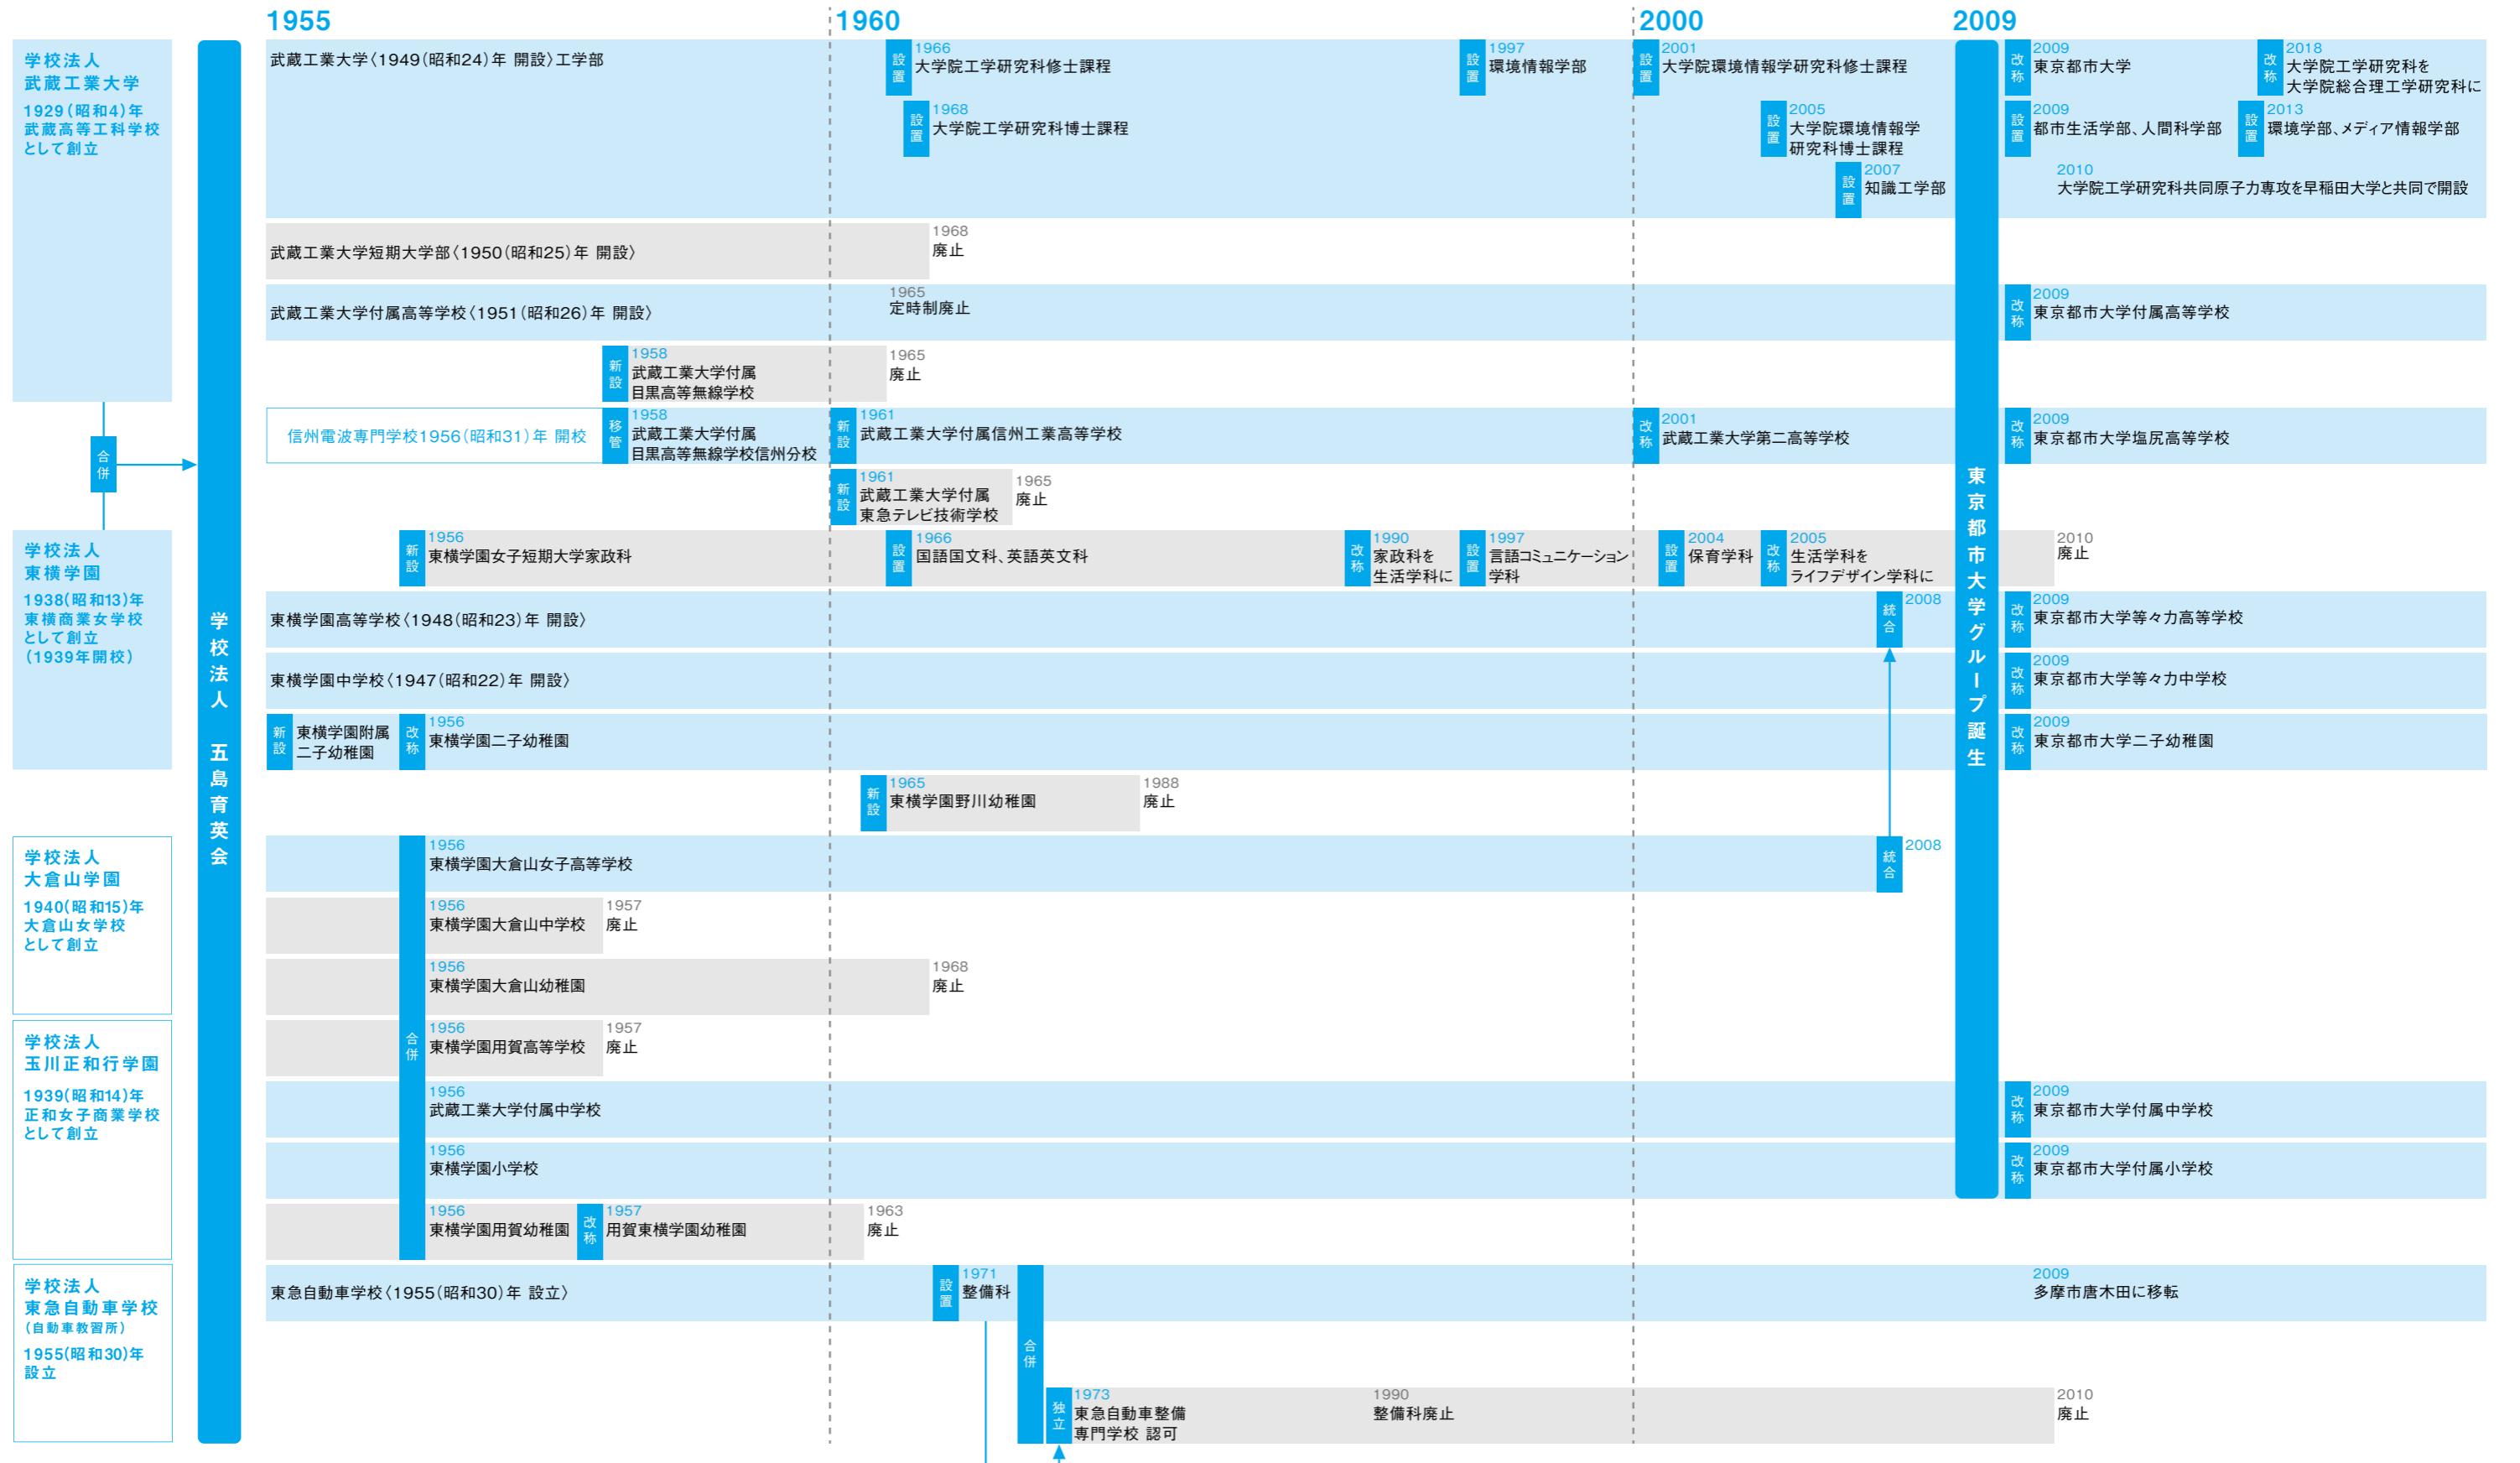 1955
1960
2000
2009
学校法人
武蔵工業大学
1929（昭和4）年
武蔵高等工科学校
として創立
合併
学校法人
東横学園
1938（昭和13）年
東横商業女学校
として創立
（1939年開校）
学校法人
大倉山学園
1940（昭和15）年
大倉山女学校
として創立
学校法人
玉川正和行学園
1939（昭和14）年
正和女子商業学校
として創立
学校法人
東急自動車学校
（自動車教習所）
1955（昭和30）年
設立
学校法人 五島育英会
武蔵工業大学〈1949（昭和24）年 開設〉工学部
設置
1966
大学院工学研究科修士課程
設置
1968
大学院工学研究科博士課程
設置
1997
環境情報学部
設置
2001
大学院環境情報学研究科修士課程
設置
2005
大学院環境情報学
研究科博士課程
設置
2007
知識工学部
東京都市大学グループ誕生
改称
2009
東京都市大学
改称
2018
大学院工学研究科を
大学院総合理工学研究科に
設置
2009
都市生活学部、人間科学部
設置
2013
環境学部、メディア情報学部
2010
大学院工学研究科共同原子力専攻を早稲田大学と共同で開設
武蔵工業大学短期大学部〈1950（昭和25）年 開設〉
1968
廃止
武蔵工業大学付属高等学校〈1951（昭和26）年 開設〉
1965
定時制廃止
改称
2009
東京都市大学付属高等学校
新設
1958
武蔵工業大学付属
目黒高等無線学校
1965
廃止
信州電波専門学校1956（昭和31）年 開校
移管
1958
武蔵工業大学付属
目黒高等無線学校信州分校
新設
1961
武蔵工業大学付属信州工業高等学校
改称
2001
武蔵工業大学第二高等学校
改称
2009
東京都市大学塩尻高等学校
新設
1961
武蔵工業大学付属
東急テレビ技術学校
1965
廃止
新設
1956
東横学園女子短期大学家政科
設置
1966
国語国文科、英語英文科
改称
1990
家政科を
生活学科に
設置
1997
言語コミュニケーション
学科
設置
2004
保育学科
改称
2005
生活学科を
ライフデザイン学科に
2010
廃止
東横学園高等学校〈1948（昭和23）年 開設〉
統合
2008
改称
2009
東京都市大学等々力高等学校
東横学園中学校〈1947（昭和22）年 開設〉
改称
2009
東京都市大学等々力中学校
新設
東横学園附属
二子幼稚園
改称
1956
東横学園二子幼稚園
改称
2009
東京都市大学二子幼稚園
新設
1965
東横学園野川幼稚園
1988
廃止
合併
1956
東横学園大倉山女子高等学校
統合
2008
1956
東横学園大倉山中学校
1957
廃止
1956
東横学園大倉山幼稚園
1968
廃止
1956
東横学園用賀高等学校
1957
廃止
1956
武蔵工業大学付属中学校
改称
2009
東京都市大学付属中学校
1956
東横学園小学校
改称
2009
東京都市大学付属小学校
1956
東横学園用賀幼稚園
改称
1957
用賀東横学園幼稚園
1963
廃止
東急自動車学校〈1955（昭和30）年 設立〉
設置
1971
整備科
合併
2009
多摩市唐木田に移転
独立
1973
東急自動車整備
専門学校 認可
1990
整備科廃止
2010
廃止